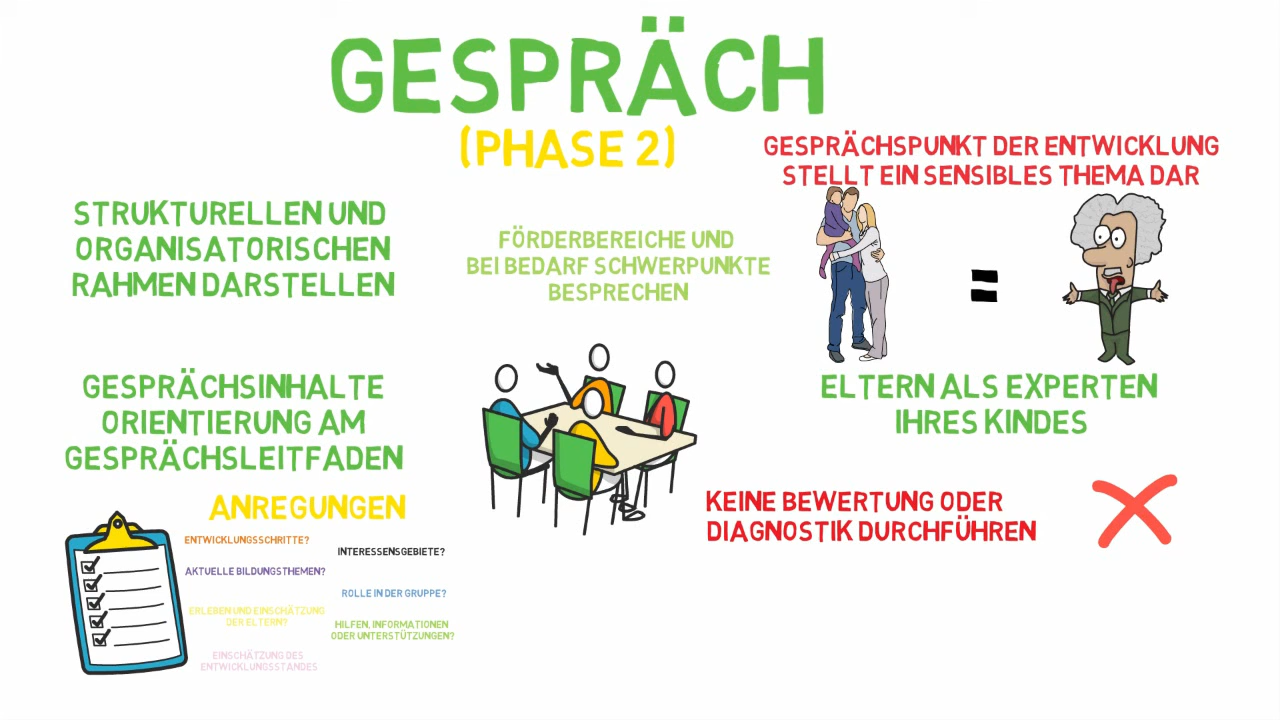 GESPRÄCH
(PHASE 2)
GESPRÄCHSPUNKT DER ENTWICKLUNG
STELLT EIN SENSIBLES THEMA DAR
STRUKTURELLEN UND
ORGANISATORISCHEN
RAHMEN DARSTELLEN
FÖRDERBEREICHE UND
BEI BEDARF SCHWERPUNKTE
BESPRECHEN
=
ELTERN ALS EXPERTEN
IHRES KINDES
GESPRÄCHSINHALTE
ORIENTIERUNG AM
GESPRÄCHSLEITFADEN
ANREGUNGEN
ENTWICKLUNGSSCHRITTE?
INTERESSENSGEBIETE?
AKTUELLE BILDUNGSTHEMEN?
ROLLE IN DER GRUPPE?
ERLEBEN UND EINSCHÄTZUNG
DER ELTERN?
HILFEN, INFORMATIONEN
ODER UNTERSTÜTZUNGEN?
EINSCHÄTZUNG DES
ENTWICKLUNGSSTANDES
KEINE BEWERTUNG ODER
DIAGNOSTIK DURCHFÜHREN